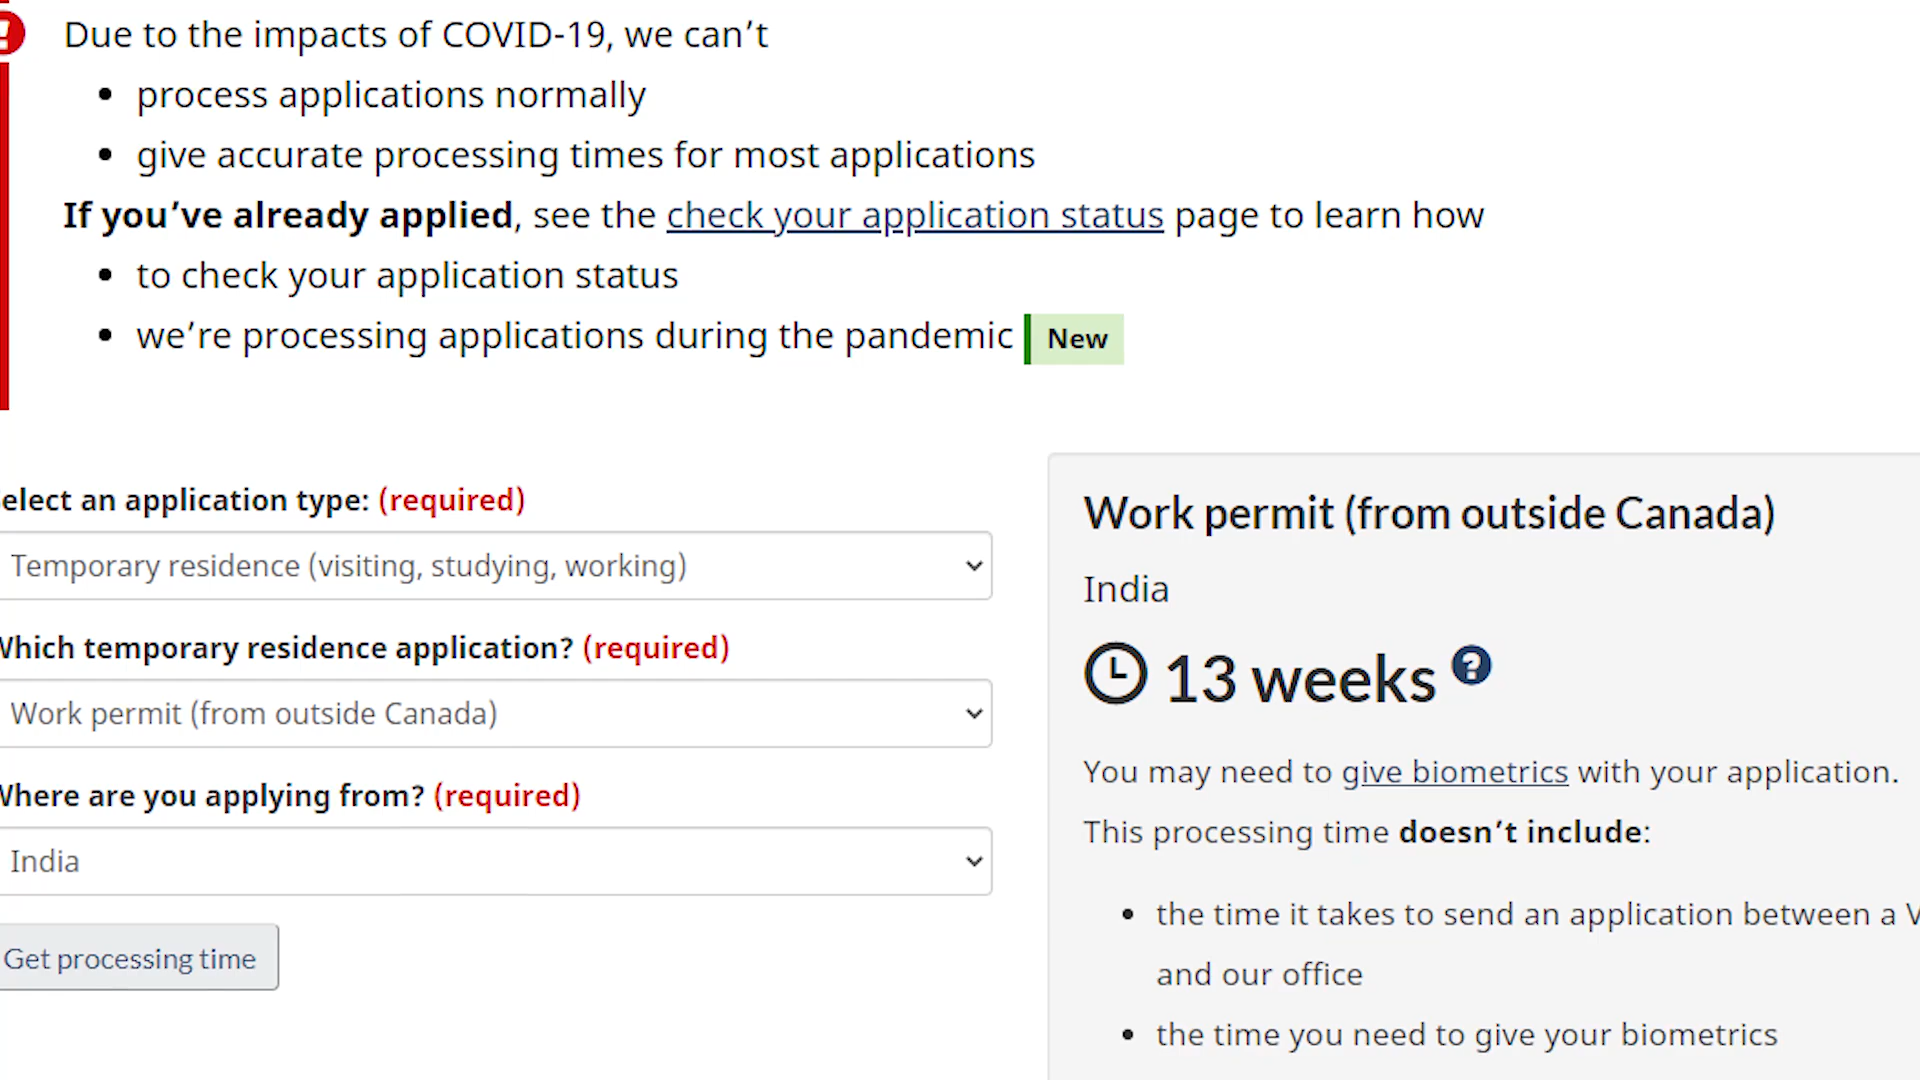 Due to the impacts of COVID-19, we can’t
• process applications normally
• give accurate processing times for most applications
If you’ve already applied, see the check your application status page to learn how
• to check your application status
• we’re processing applications during the pandemic New
elect an application type: (required)
Temporary residence (visiting, studying, working)
Which temporary residence application? (required)
Work permit (from outside Canada)
Where are you applying from? (required)
India
Get processing time
Work permit (from outside Canada)
India
13 weeks ?
You may need to give biometrics with your application.
This processing time doesn’t include:
• the time it takes to send an application between a
and our office
• the time you need to give your biometrics